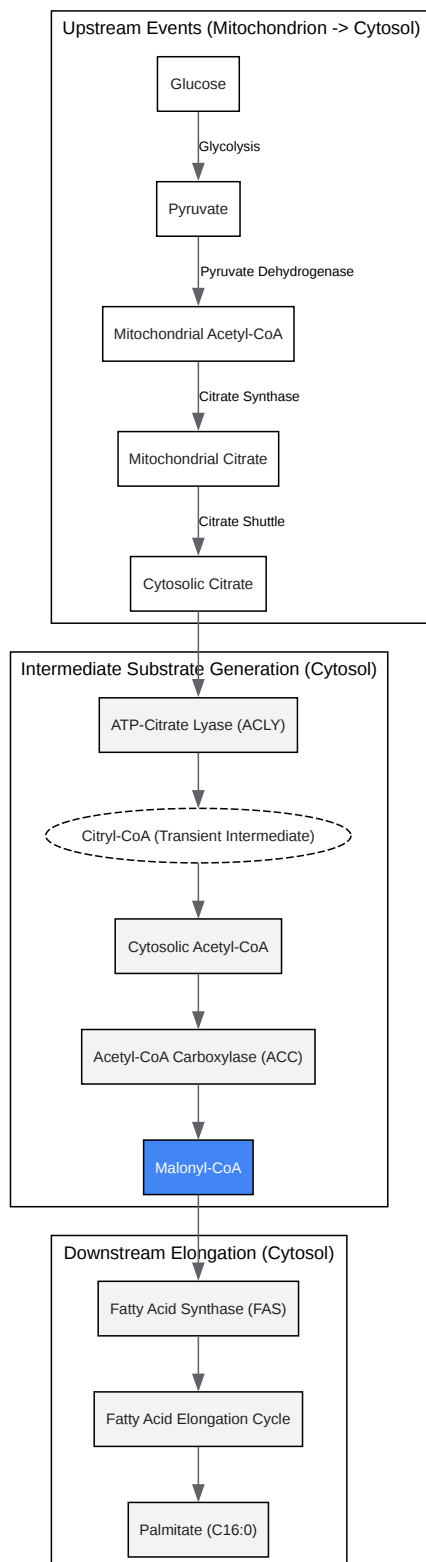 Upstream Events (Mitochondrion -> Cytosol)
Glucose
Glycolysis
Pyruvate
Pyruvate Dehydrogenase
Mitochondrial Acetyl-CoA
Citrate Synthase
Mitochondrial Citrate
Citrate Shuttle
Cytosolic Citrate
Intermediate Substrate Generation (Cytosol)
ATP-Citrate Lyase (ACLY)
Citryl-CoA (Transient Intermediate)
Cytosolic Acetyl-CoA
Acetyl-CoA Carboxylase (ACC)
Malonyl-CoA
Downstream Elongation (Cytosol)
Fatty Acid Synthase (FAS)
Fatty Acid Elongation Cycle
Palmitate (C16:0)